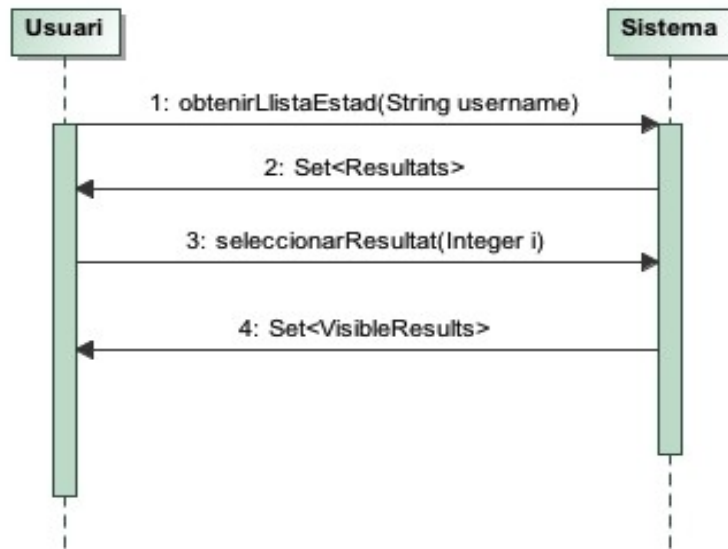 Usuari
Sistema
1: obtenirLlistaEstad(String username)
2: Set<Resultats>
3: seleccionarResultat(Integer i)
4: Set<VisibleResults>